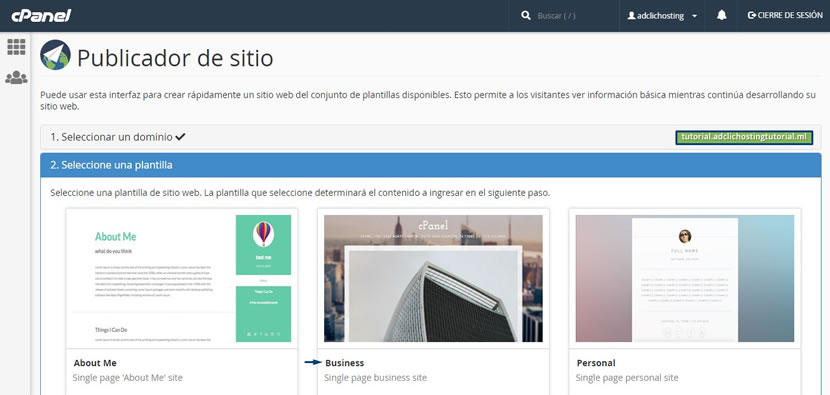 cPanel
Buscar ( / )
adclichosting
CIERRE DE SESIÓN
Publicador de sitio
Puede usar esta interfaz para crear rápidamente un sitio web del conjunto de plantillas disponibles. Esto permite a los visitantes ver información básica mientras continúa desarrollando su
sitio web.
1. Seleccionar un dominio
tutorial.adclichostingtutorial.ml
2. Seleccione una plantilla
Seleccione una plantilla de sitio web. La plantilla que seleccione determinará el contenido a ingresar en el siguiente paso.
About Me
what do you think
Things I Can Do
cPanel
FULL NAME
About Me
Single page 'About Me' site
Business
Single page business site
Personal
Single page personal site